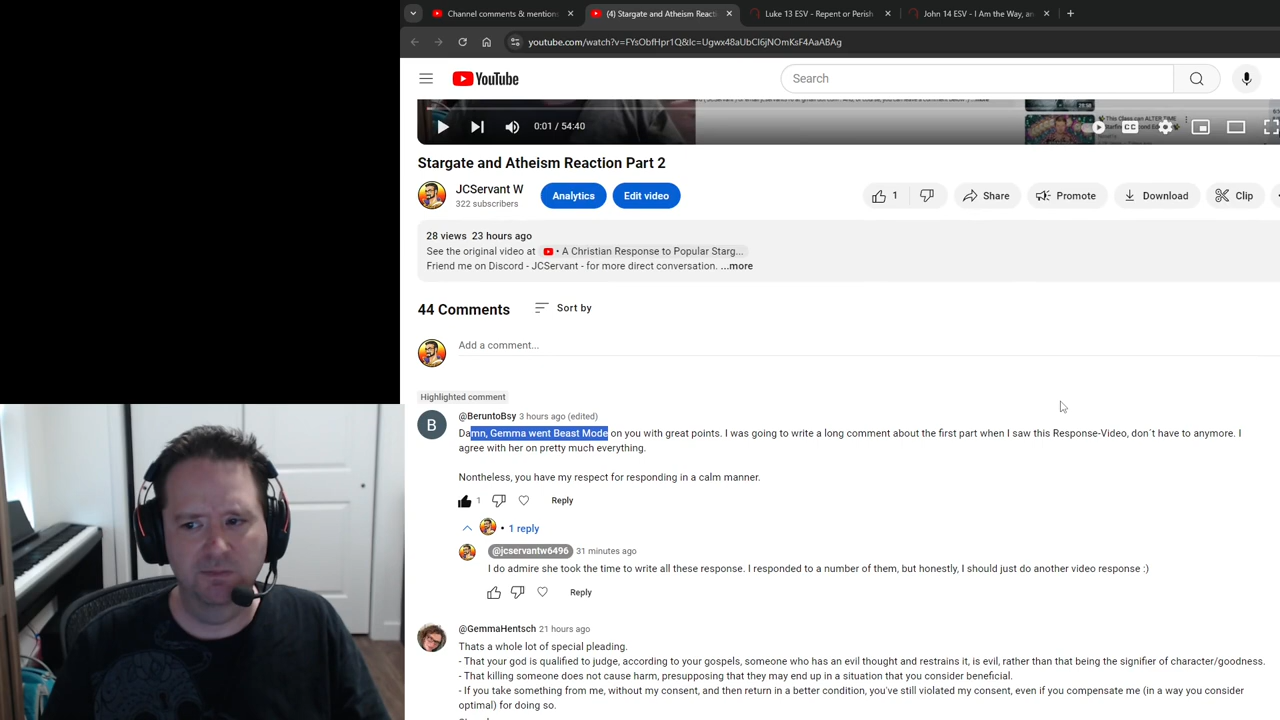 Channel comments & mention
(4) Stargate and Atheism Reacti
Luke 13 ESV - Repent or Perish
John 14 ESV - I Am the Way, an
youtube.com/watch?v=FYsObfHpr1Q&lc=Ugwx48aUbCl6jNOmKsF4AaABAg
YouTube
Search
0:01 / 54:40
CC
Stargate and Atheism Reaction Part 2
JCServant W
322 subscribers
Analytics
Edit video
1
Share
Promote
Download
Clip
28 views 23 hours ago
See the original video at • A Christian Response to Popular Starg...
Friend me on Discord - JCServant - for more direct conversation. ...more
44 Comments
Sort by
Add a comment...
Highlighted comment
B
@BeruntoBsy 3 hours ago (edited)
Damn, Gemma went Beast Mode on you with great points. I was going to write a long comment about the first part when I saw this Response-Video, don´t have to anymore. I
agree with her on pretty much everything.
Nontheless, you have my respect for responding in a calm manner.
1
Reply
• 1 reply
@jcservantw6496 31 minutes ago
I do admire she took the time to write all these response. I responded to a number of them, but honestly, I should just do another video response :)
Reply
@GemmaHentsch 21 hours ago
Thats a whole lot of special pleading.
- That your god is qualified to judge, according to your gospels, someone who has an evil thought and restrains it, is evil, rather than that being the signifier of character/goodness.
- That killing someone does not cause harm, presupposing that they may end up in a situation that you consider beneficial.
- If you take something from me, without my consent, and then return in a better condition, you've still violated my consent, even if you compensate me (in a way you consider
optimal) for doing so.